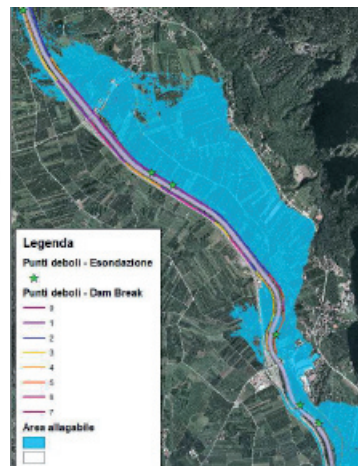 Legenda
Punti deboli - Esondazione
Punti deboli - Dam Break
0
1
2
3
4
5
6
7
Area allagabile